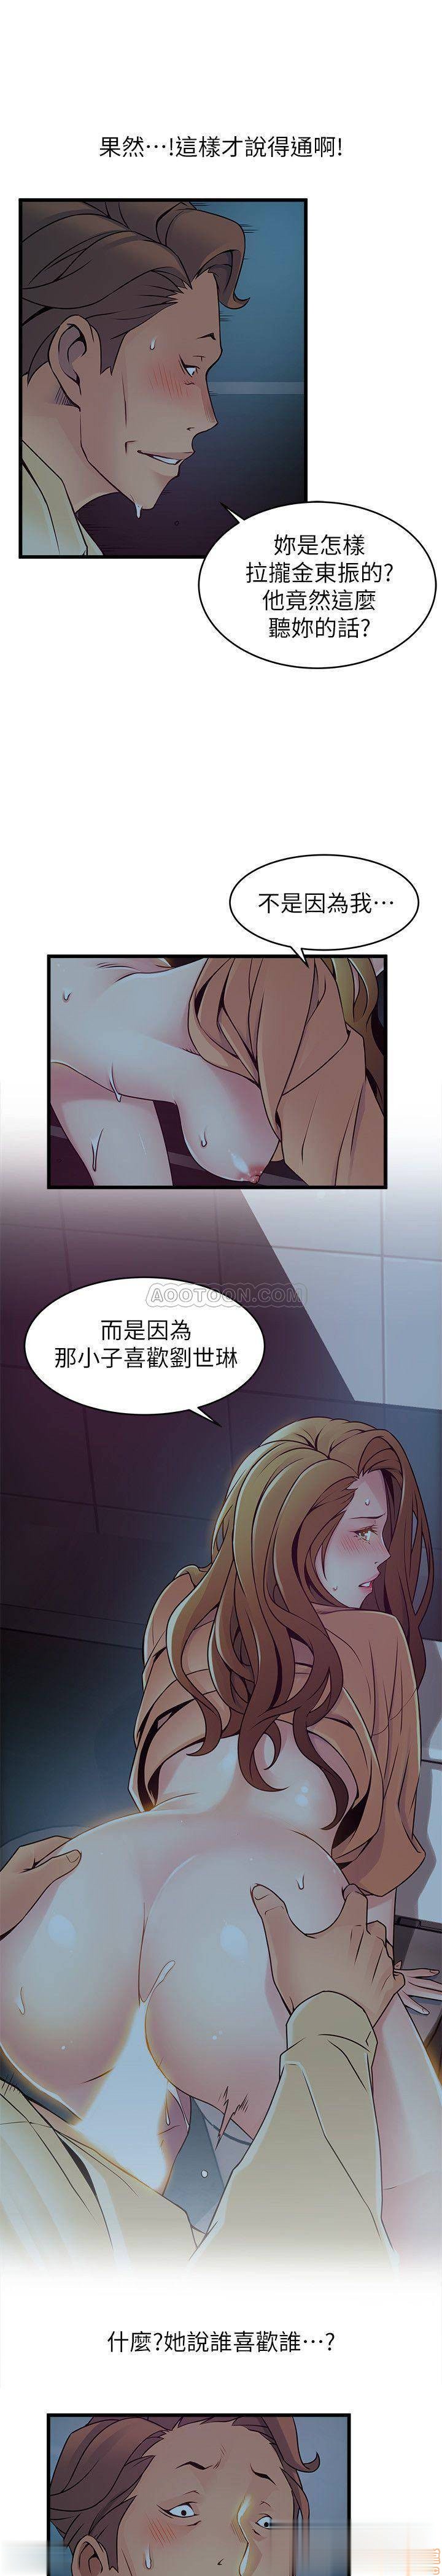 果然⋯!這樣才說得通啊!
妳是怎樣
拉攏金東振的?
他竟然這麼
聽妳的話?
不是因為我⋯
AOOTOON.COM
而是因為
那小子喜歡劉世琳
什麼?她說誰喜歡誰⋯?